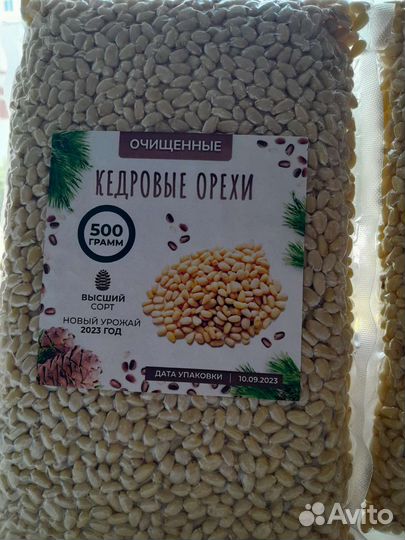 ОЧИЩЕННЫЕ
КЕДРОВЫЕ ОРЕХИ
500
ГРАММ
ВЫСШИЙ
СОРТ
НОВЫЙ УРОЖАЙ
2023 ГОД
ДАТА УПАКОВКИ | 10.09.2023
Avito